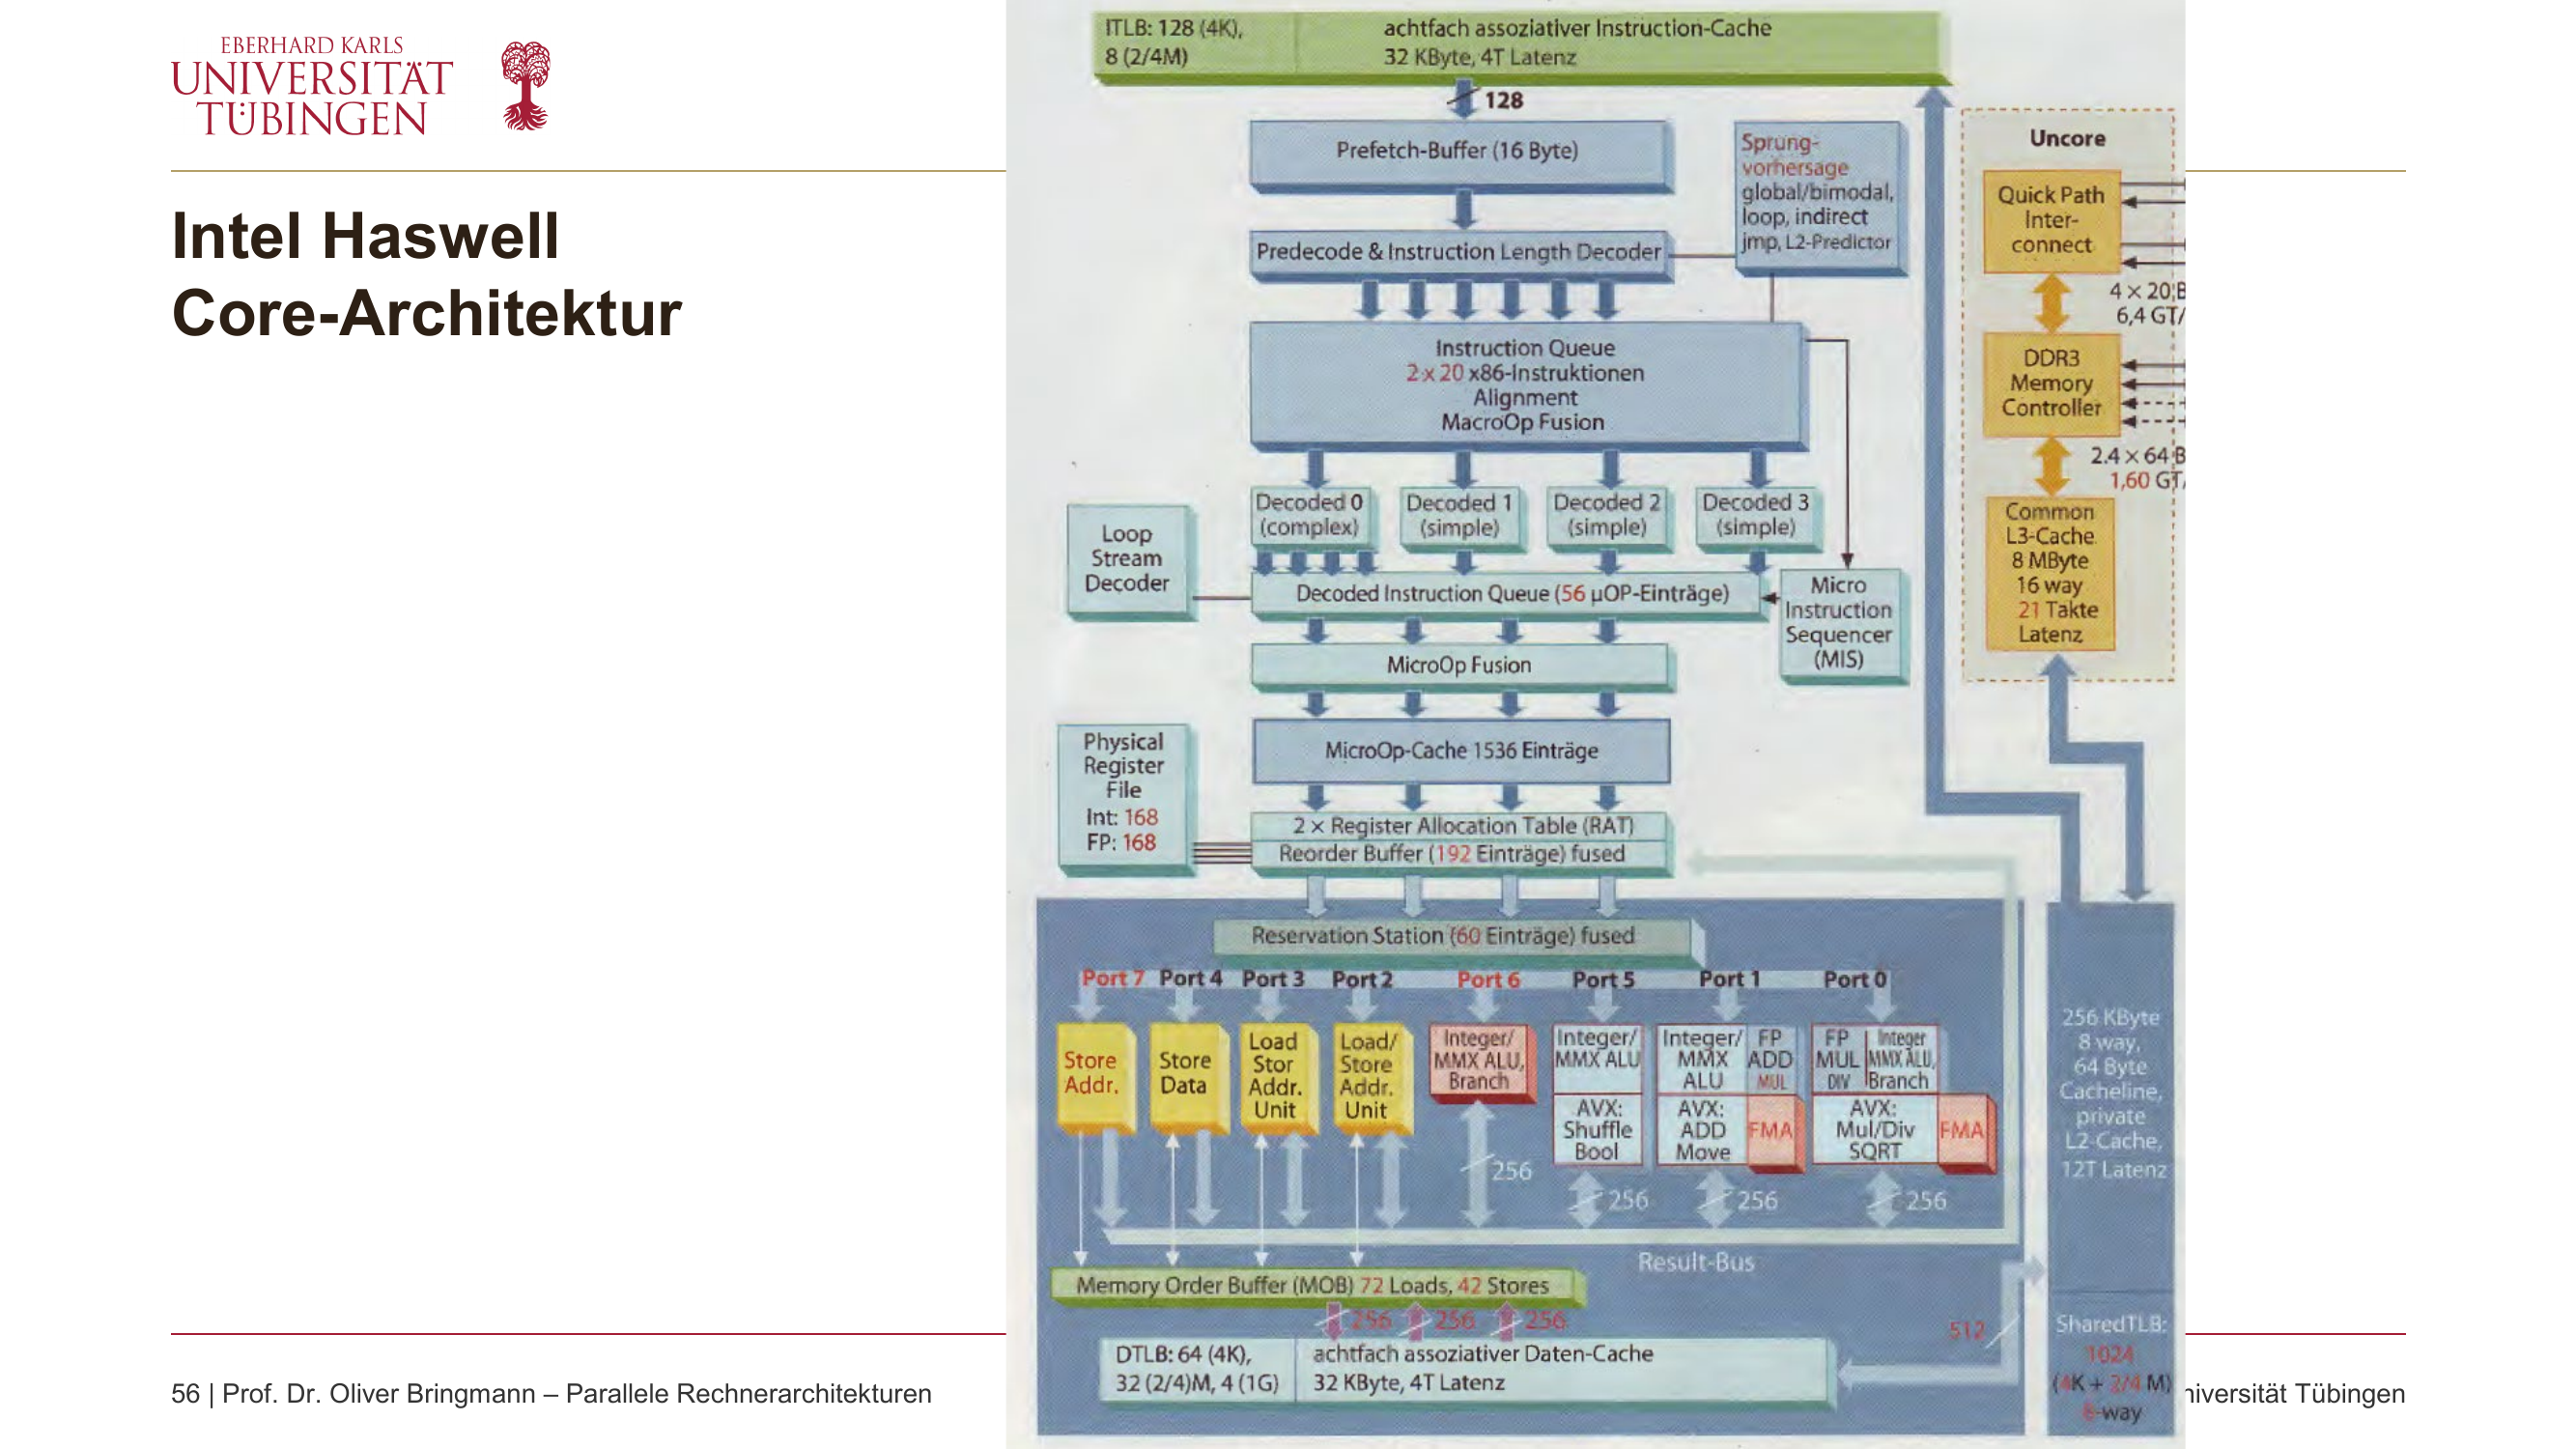 EBERHARD KARLS
UNIVERSITÄT
TÜBINGEN
Intel Haswell
Core-Architektur
ITLB: 128 (4K),
8 (2/4M)
achtfach assoziativer Instruction-Cache
32 KByte, 4T Latenz
128
Prefetch-Buffer (16 Byte)
Sprung-
vorhersage
global/bimodal,
loop, indirect
jmp, L2-Predictor
Predecode & Instruction Length Decoder
Instruction Queue
2 x 20 x86-Instruktionen
Alignment
MacroOp Fusion
Decoded 0
(complex)
Decoded 1
(simple)
Decoded 2
(simple)
Decoded 3
(simple)
Loop
Stream
Decoder
Decoded Instruction Queue (56 µOP-Einträge)
Micro
Instruction
Sequencer
(MIS)
MicroOp Fusion
MicroOp-Cache 1536 Einträge
Physical
Register
File
Int: 168
FP: 168
2 × Register Allocation Table (RAT)
Reorder Buffer (192 Einträge) fused
Uncore
Quick Path
Inter-
connect
4 × 20 B
6,4 GT/
DDR3
Memory
Controller
2.4 × 64 B
1,60 GT/
Common
L3-Cache
8 MByte
16 way
21 Takte
Latenz
Reservation Station (60 Einträge) fused
Port 7 Port 4 Port 3 Port 2 Port 6 Port 5 Port 1 Port 0
Store
Addr.
Store
Data
Load
Stor
Addr.
Unit
Load/
Store
Addr.
Unit
Integer/
MMX ALU,
Branch
Integer/
MMX ALU
AVX:
Shuffle
Bool
Integer/
MMX
ALU
FP
ADD
MUL
AVX:
ADD
Move
FMA
FP
MUL
DIV
Integer
MMX ALU,
Branch
AVX:
Mul/Div
SQRT
FMA
256
256
256
256
Result-Bus
Memory Order Buffer (MOB) 72 Loads, 42 Stores
256 256 256
DTLB: 64 (4K),
32 (2/4)M, 4 (1G)
achtfach assoziativer Daten-Cache
32 KByte, 4T Latenz
512
256 KByte
8 way,
64 Byte
Cacheline,
private
L2-Cache,
12T Latenz
SharedTLB:
1024
(4K + 2/4 M)
8-way
56 | Prof. Dr. Oliver Bringmann – Parallele Rechnerarchitekturen
niversität Tübingen